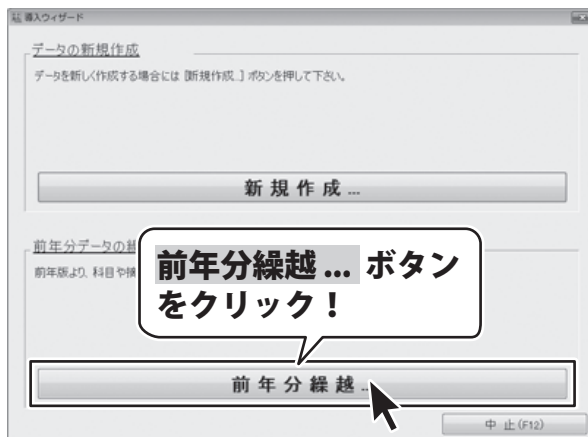 導入ウィザード
データの新規作成
データを新しく作成する場合には [新規作成...] ボタンを押して下さい。
新 規 作 成 ...
前年分データの
前年版より、科目や
前年分繰越 ... ボタン
をクリック！
前 年 分 繰 越 ..
中 止 (F12)